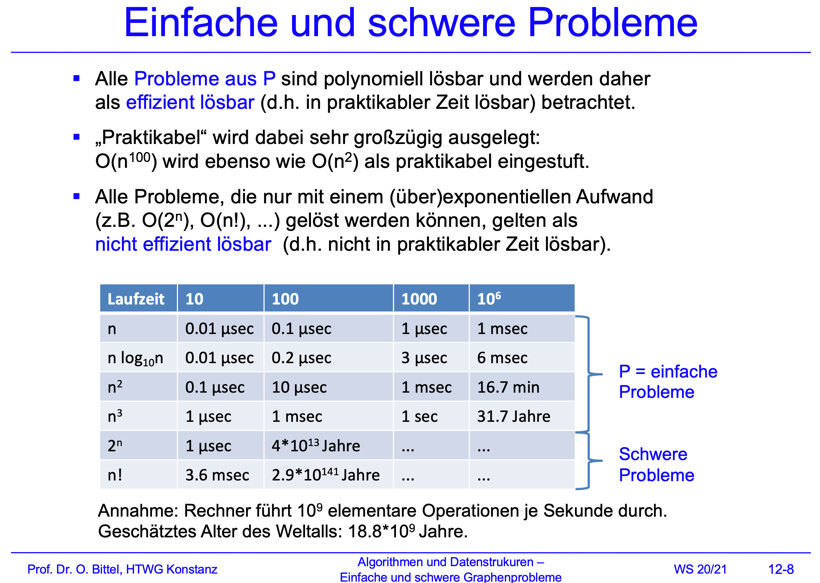 Einfache und schwere Probleme
▪ Alle Probleme aus P sind polynomiell lösbar und werden daher
als effizient lösbar (d.h. in praktikabler Zeit lösbar) betrachtet.
▪ „Praktikabel“ wird dabei sehr großzügig ausgelegt:
O(n¹⁰⁰) wird ebenso wie O(n²) als praktikabel eingestuft.
▪ Alle Probleme, die nur mit einem (über)exponentiellen Aufwand
(z.B. O(2ⁿ), O(n!), ...) gelöst werden können, gelten als
nicht effizient lösbar (d.h. nicht in praktikabler Zeit lösbar).
Laufzeit 10 100 1000 10⁶
n 0.01 μsec 0.1 μsec 1 μsec 1 msec
n log₁₀n 0.01 μsec 0.2 μsec 3 μsec 6 msec
n² 0.1 μsec 10 μsec 1 msec 16.7 min
n³ 1 μsec 1 msec 1 sec 31.7 Jahre
2ⁿ 1 μsec 4*10¹³ Jahre ... ...
n! 3.6 msec 2.9*10¹⁴¹ Jahre ... ...
P = einfache
Probleme
Schwere
Probleme
Annahme: Rechner führt 10⁹ elementare Operationen je Sekunde durch.
Geschätztes Alter des Weltalls: 18.8*10⁹ Jahre.
Prof. Dr. O. Bittel, HTWG Konstanz
Algorithmen und Datenstrukuren –
Einfache und schwere Graphenprobleme
WS 20/21
12-8